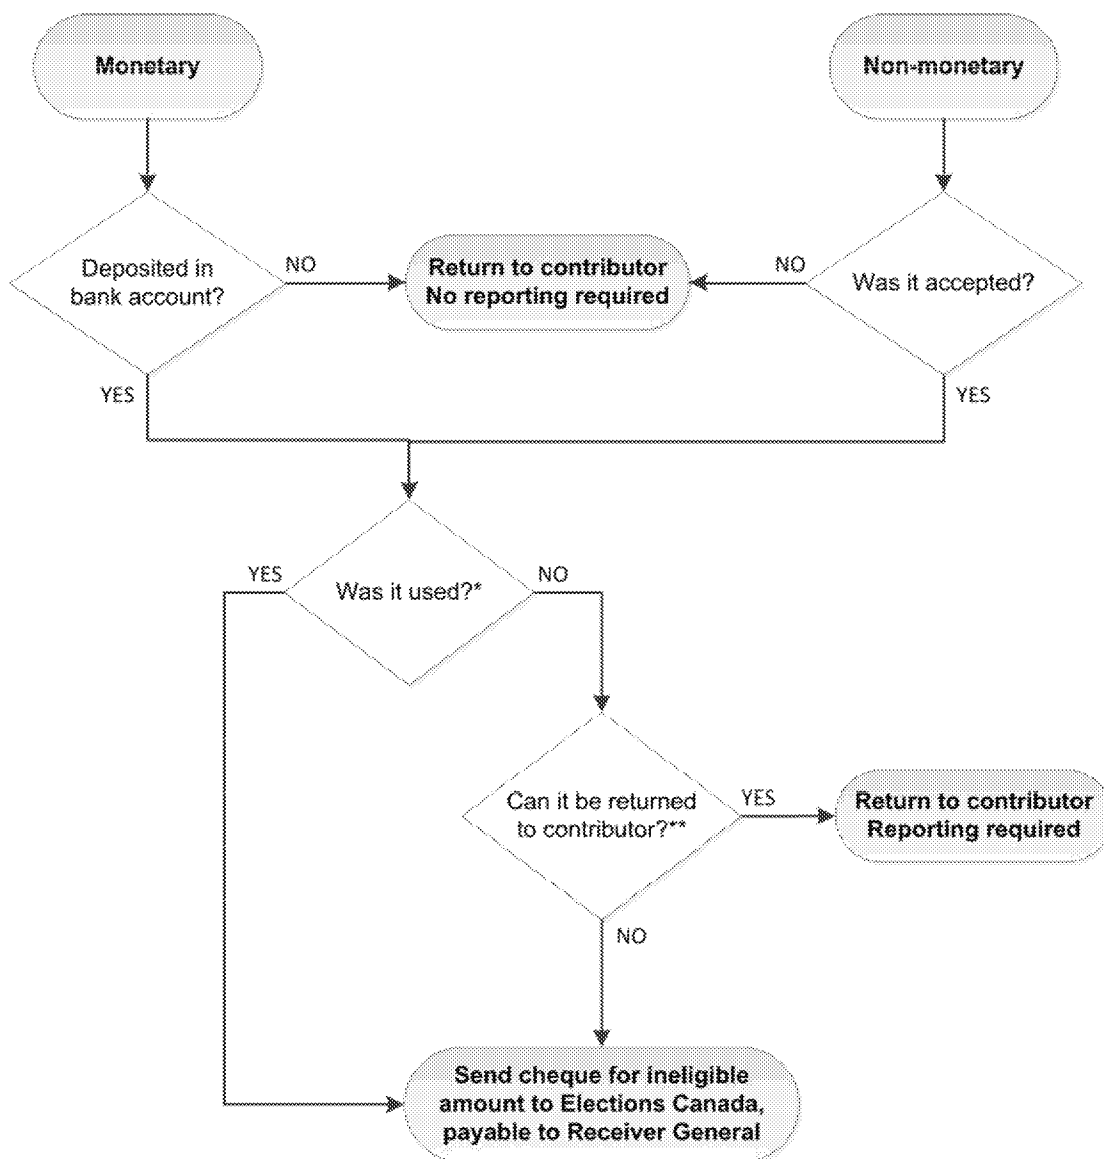 Monetary
Non-monetary
Deposited in
bank account?
NO
Return to contributor
No reporting required
NO
Was it accepted?
YES
YES
YES
Was it used?*
NO
Can it be returned
to contributor?**
YES
Return to contributor
Reporting required
NO
Send cheque for ineligible
amount to Elections Canada,
payable to Receiver General